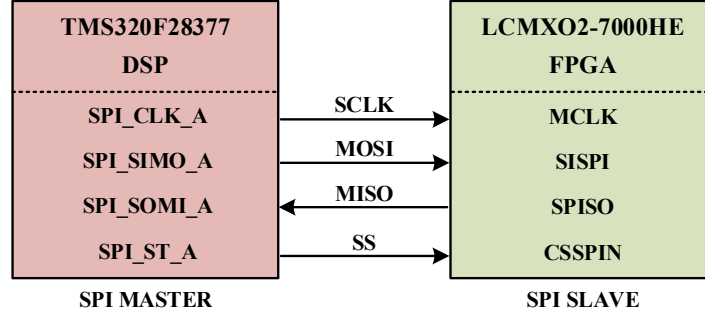 TMS320F28377
DSP
LCMXO2-7000HE
FPGA
SPI_CLK_A
SCLK
MCLK
SPI_SIMO_A
MOSI
SISPI
SPI_SOMI_A
MISO
SPISO
SPI_ST_A
SS
CSSPIN
SPI MASTER
SPI SLAVE